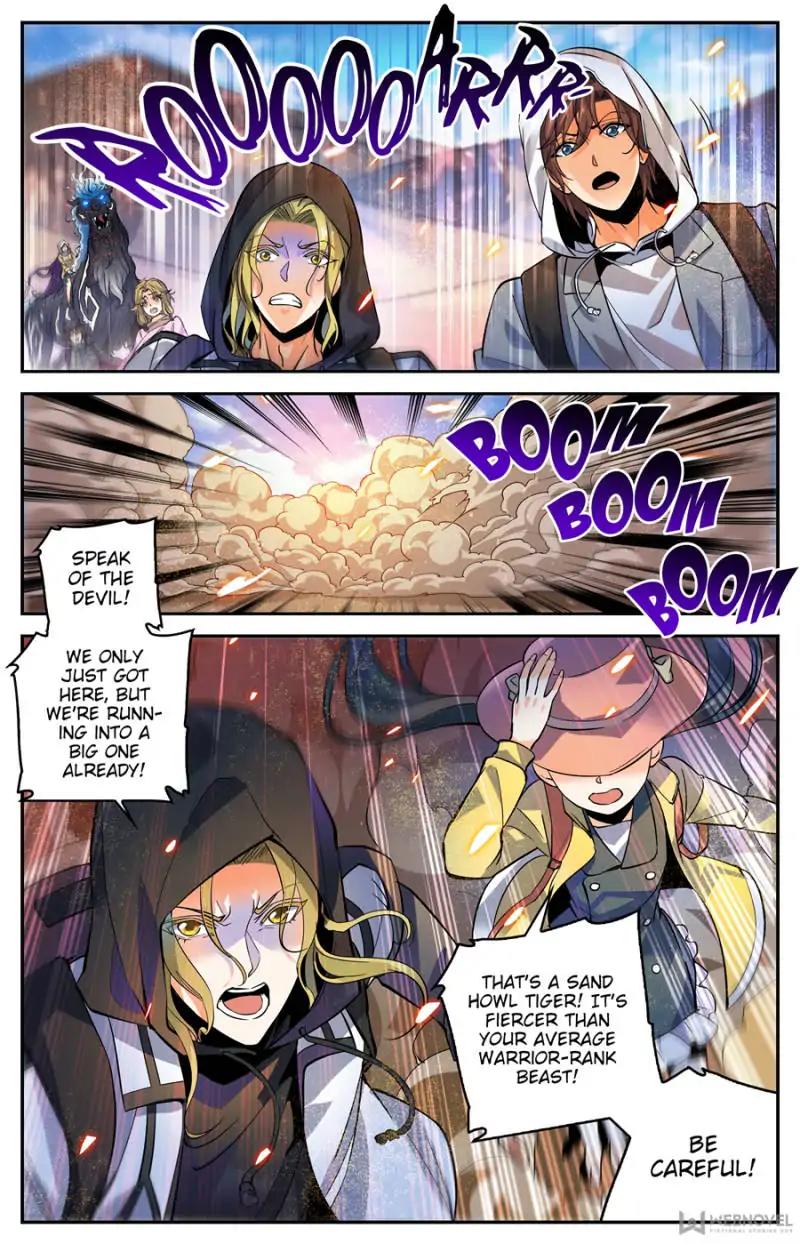 ROOOOOOARRR-
BOOM
BOOM
BOOM
SPEAK
OF THE
DEVIL!
WE ONLY
JUST GOT
HERE, BUT
WE'RE RUNN-
ING INTO A
BIG ONE
ALREADY!
THAT'S A SAND
HOWL TIGER! IT'S
FIERCER THAN
YOUR AVERAGE
WARRIOR-RANK
BEAST!
BE
CAREFUL!
WEBNOVEL